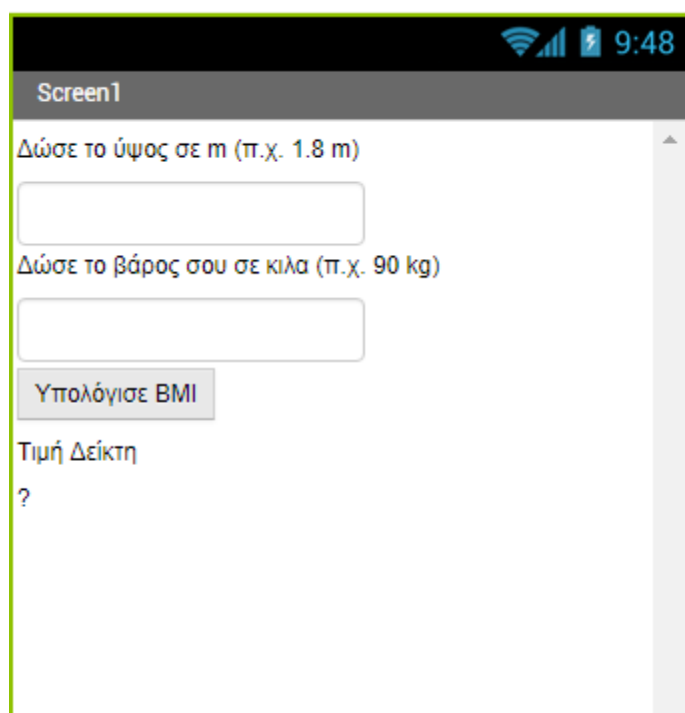 9:48
Screen1
Δώσε το ύψος σε m (π.χ. 1.8 m)
Δώσε το βάρος σου σε κιλα (π.χ. 90 kg)
Υπολόγισε BMI
Τιμή Δείκτη
?